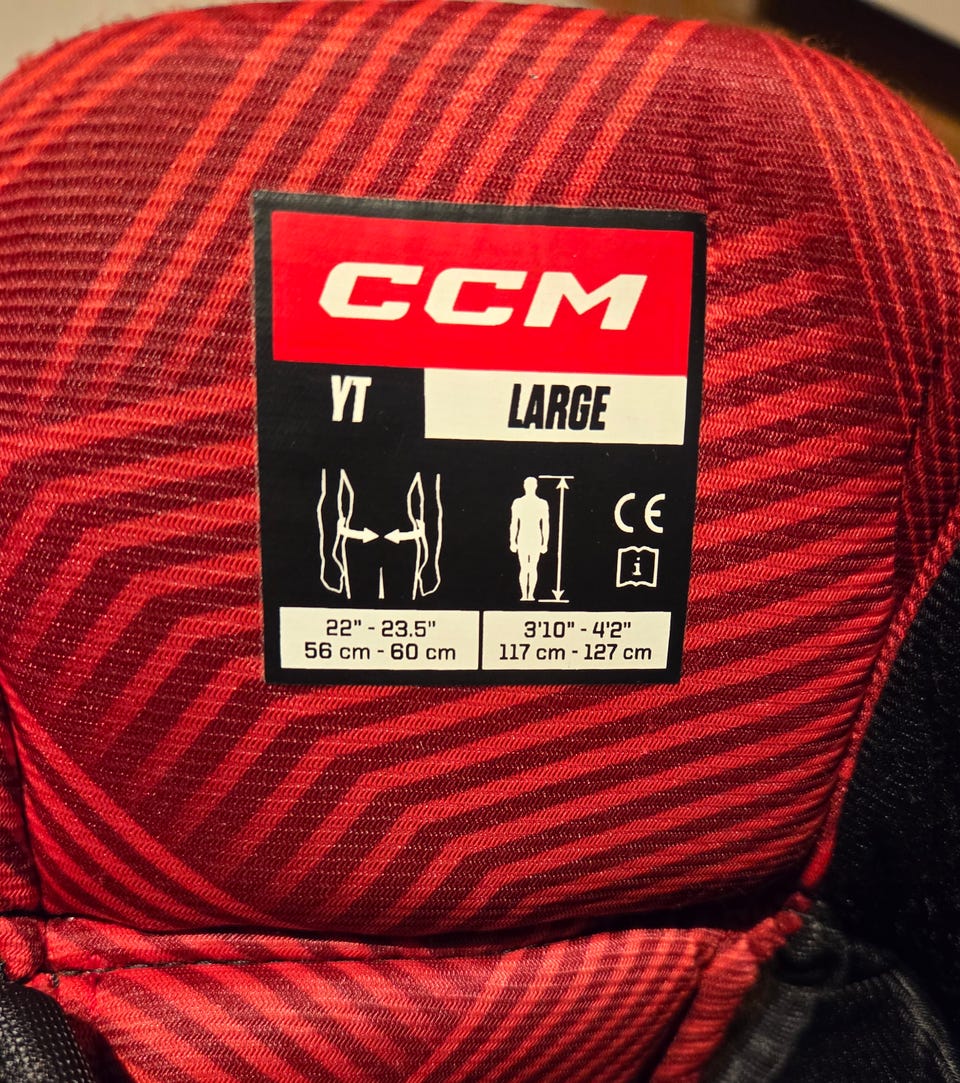 CCM
YT LARGE
CE
i
22" - 23.5"
56 cm - 60 cm
3'10" - 4'2"
117 cm - 127 cm